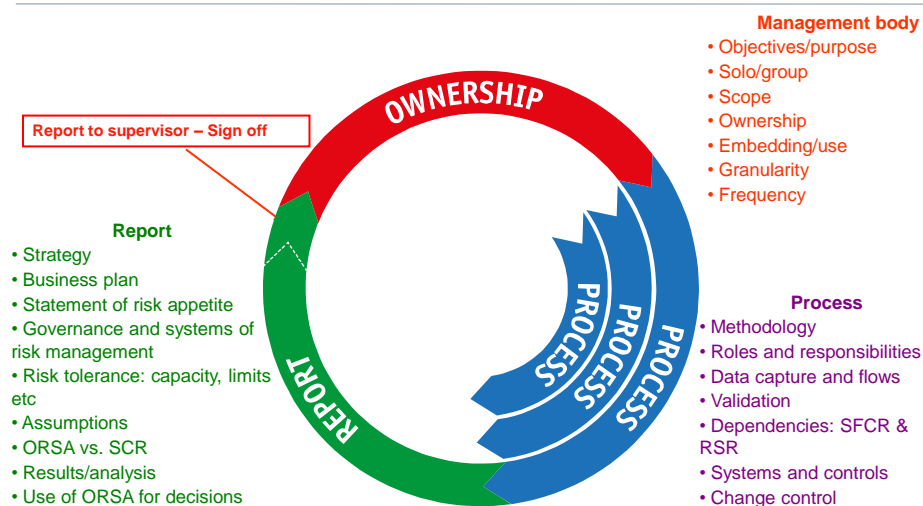 Management body
• Objectives/purpose
• Solo/group
• Scope
• Ownership
• Embedding/use
• Granularity
• Frequency
OWNERSHIP
Report to supervisor – Sign off
Report
• Strategy
• Business plan
• Statement of risk appetite
• Governance and systems of
risk management
• Risk tolerance: capacity, limits
etc
• Assumptions
• ORSA vs. SCR
• Results/analysis
• Use of ORSA for decisions
REPORT
PROCESS
PROCESS
PROCESS
Process
• Methodology
• Roles and responsibilities
• Data capture and flows
• Validation
• Dependencies: SFCR &
RSR
• Systems and controls
• Change control